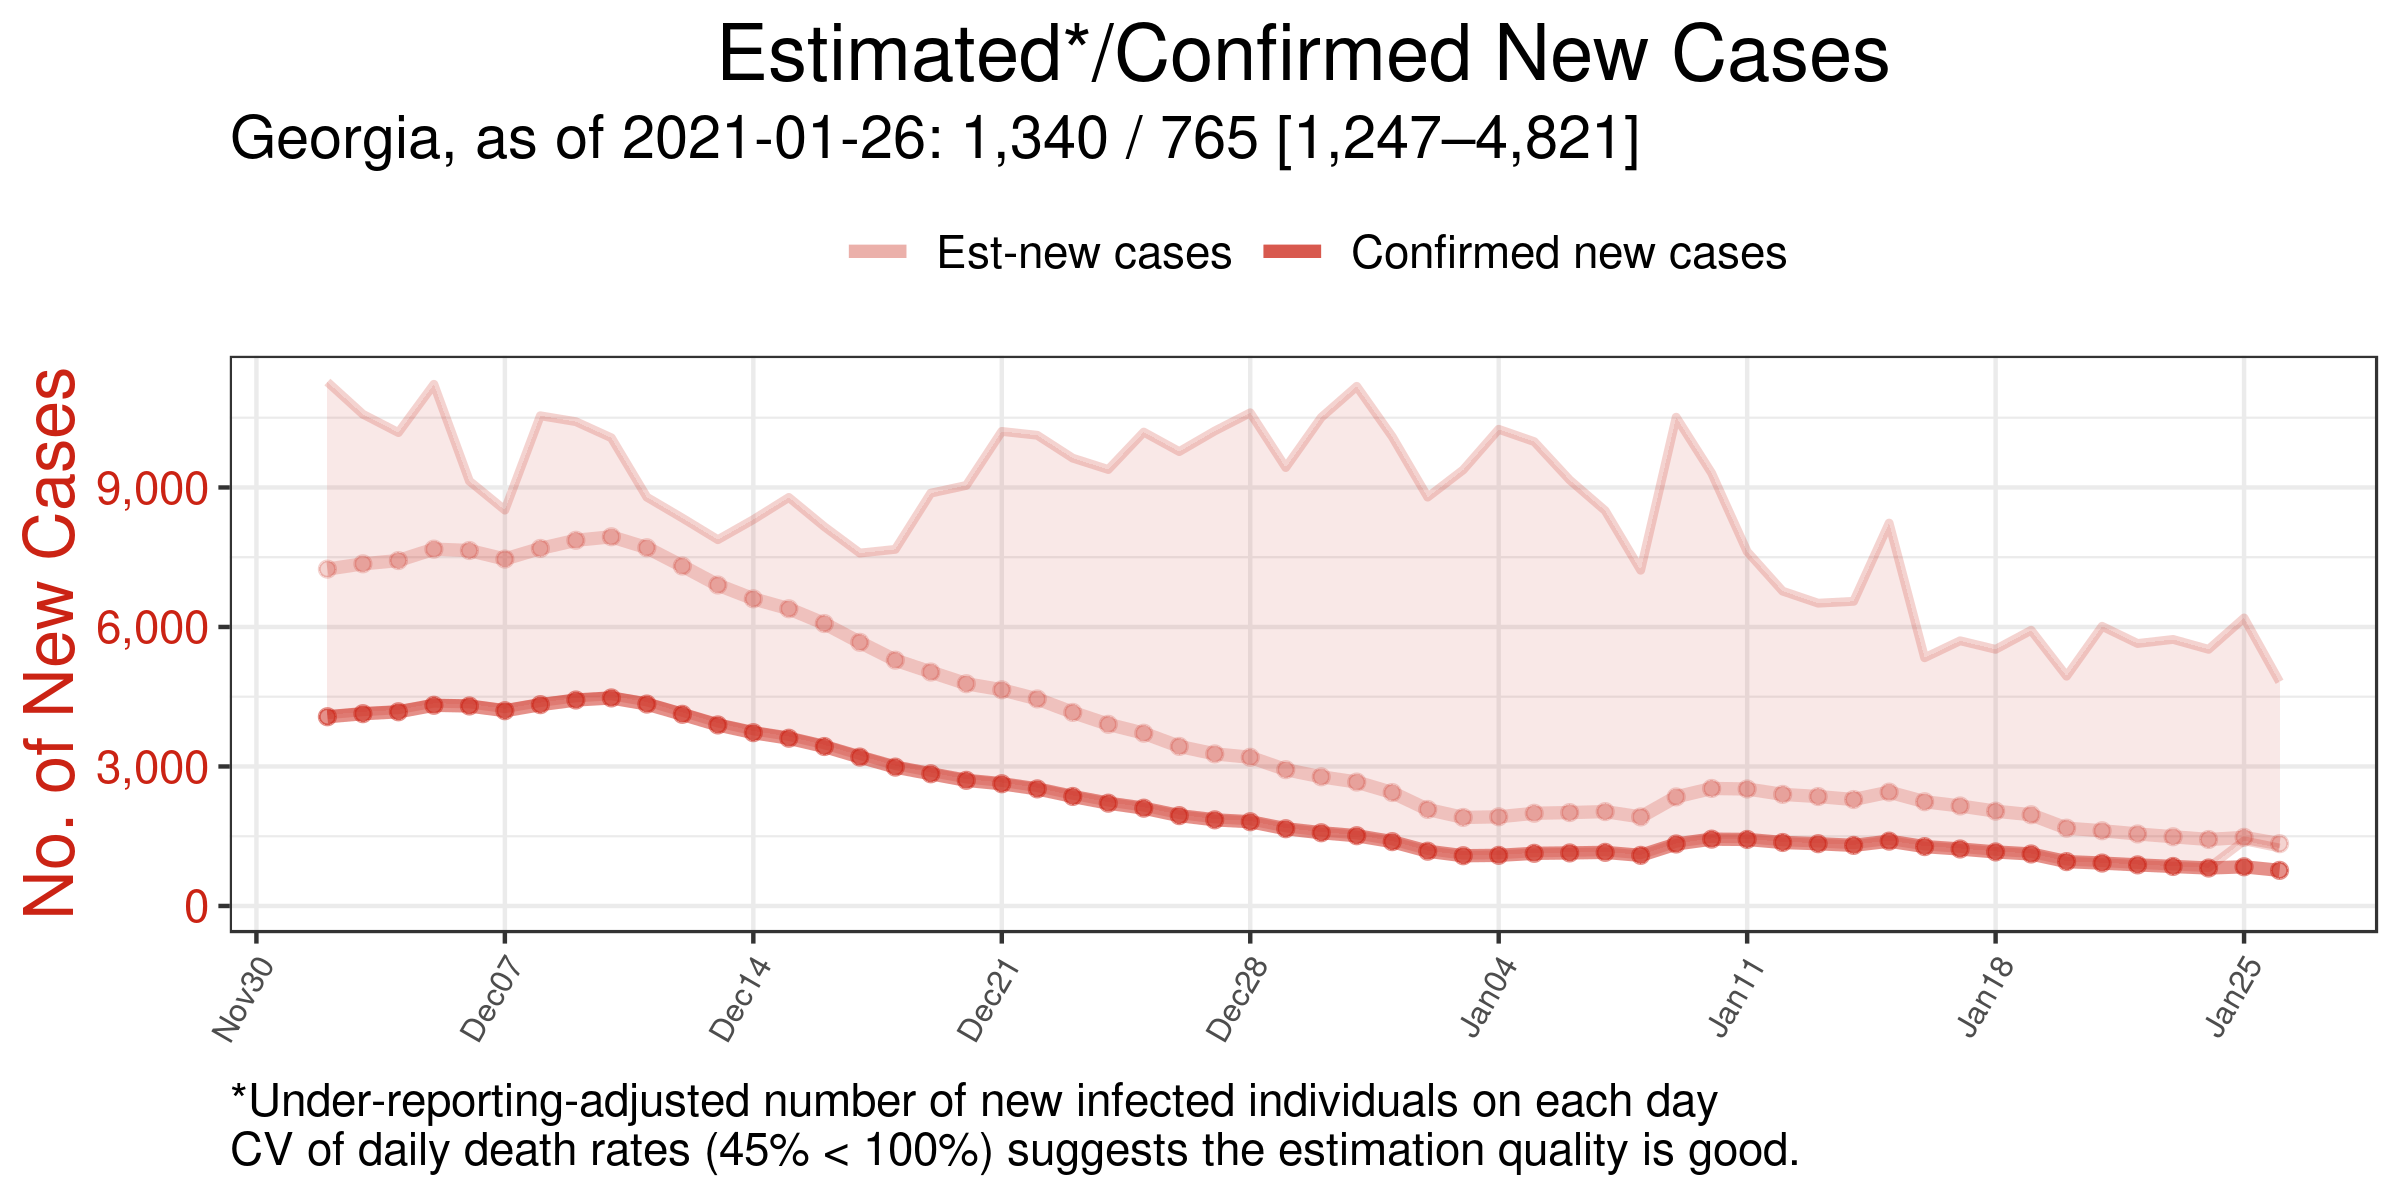 Estimated*/Confirmed New Cases
Georgia, as of 2021-01-26: 1,340 / 765 [1,247–4,821]
Est-new cases
Confirmed new cases
No. of New Cases
9,000
6,000
3,000
0
Nov30
Dec07
Dec14
Dec21
Dec28
Jan04
Jan11
Jan18
Jan25
*Under-reporting-adjusted number of new infected individuals on each day
CV of daily death rates (45% < 100%) suggests the estimation quality is good.